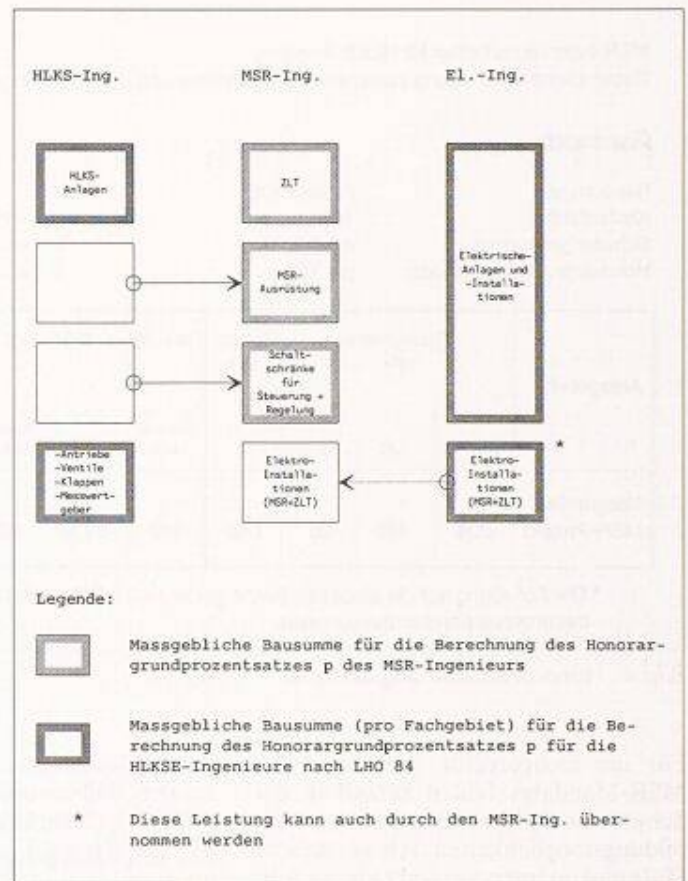 HLKS-Ing.
MSR-Ing.
El.-Ing.
HLKS-
Anlagen
ZLT
Elektrische-
Anlagen und
-Installa-
tionen
MSR-
Ausrüstung
Schalt-
schränke
für
Steuerung +
Regelung
-Antriebe
-Ventile
-Klappen
-Messwert-
geber
Elektro-
Installa-
tionen
(MSR+ZLT)
Elektro-
Installa-
tionen
(MSR+ZLT)
*
Legende:
Massgebliche Bausumme für die Berechnung des Honorar-
grundprozentsatzes p des MSR-Ingenieurs
Massgebliche Bausumme (pro Fachgebiet) für die Be-
rechnung des Honorargrundprozentsatzes p für die
HLKSE-Ingenieure nach LHO 84
* Diese Leistung kann auch durch den MSR-Ing. über-
nommen werden